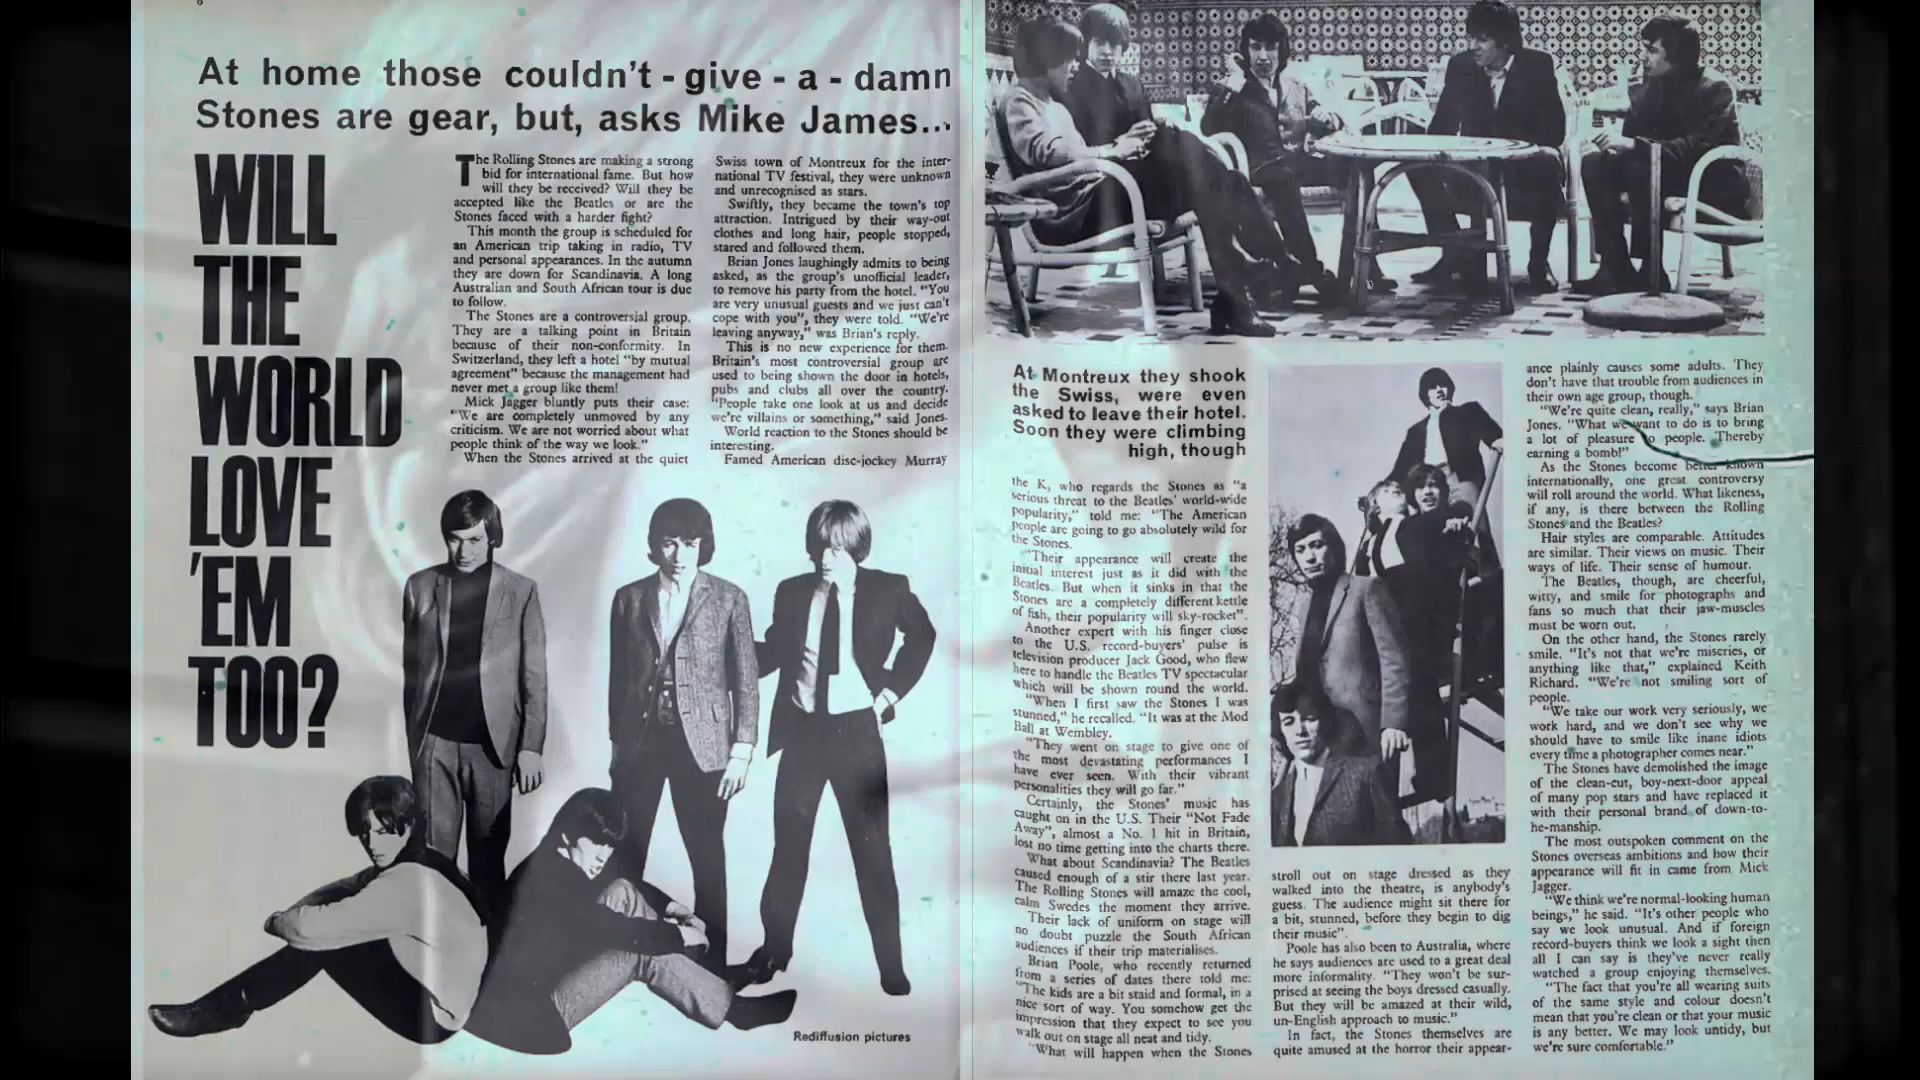 At home those couldn't - give - a - damn
Stones are gear, but, asks Mike James...
WILL
THE
WORLD
LOVE
'EM
TOO?
The Rolling Stones are making a strong
bid for international fame. But how
will they be received? Will they be
accepted like the Beatles or are the
Stones faced with a harder fight?
This month the group is scheduled for
an American trip taking in radio, TV
and personal appearances. In the autumn
they are down for Scandinavia. A long
Australian and South African tour is due
to follow.
The Stones are a controversial group.
They are a talking point in Britain
because of their non-conformity. In
Switzerland, they left a hotel "by mutual
agreement" because the management had
never met a group like them!
Mick Jagger bluntly puts their case:
"We are completely unmoved by any
criticism. We are not worried about what
people think of the way we look."
When the Stones arrived at the quiet
Swiss town of Montreux for the inter-
national TV festival, they were unknown
and unrecognised as stars.
Swiftly, they became the town's top
attraction. Intrigued by their way-out
clothes and long hair, people stopped,
stared and followed them.
Brian Jones laughingly admits to being
asked, as the group's unofficial leader,
to remove his party from the hotel. "You
are very unusual guests and we just can't
cope with you", they were told. "We're
leaving anyway," was Brian's reply.
This is no new experience for them.
Britain's most controversial group are
used to being shown the door in hotels,
pubs and clubs all over the country.
"People take one look at us and decide
we're villains or something," said Jones.
World reaction to the Stones should be
interesting.
Famed American disc-jockey Murray
Rediffusion pictures
At Montreux they shook
the Swiss, were even
asked to leave their hotel.
Soon they were climbing
high, though
the K, who regards the Stones as "a
serious threat to the Beatles' world-wide
popularity," told me: "The American
people are going to go absolutely wild for
the Stones.
"Their appearance will create the
initial interest just as it did with the
Beatles. But when it sinks in that the
Stones are a completely different kettle
of fish, their popularity will sky-rocket".
Another expert with his finger close
to the U.S. record-buyers' pulse is
television producer Jack Good, who flew
here to handle the Beatles TV spectacular
which will be shown round the world.
"When I first saw the Stones I was
stunned," he recalled. "It was at the Mod
Ball at Wembley.
"They went on stage to give one of
the most devastating performances I
have ever seen. With their vibrant
personalities they will go far."
Certainly, the Stones' music has
caught on in the U.S. Their "Not Fade
Away", almost a No. 1 hit in Britain,
lost no time getting into the charts there.
What about Scandinavia? The Beatles
caused enough of a stir there last year.
The Rolling Stones will amaze the cool,
calm Swedes the moment they arrive.
Their lack of uniform on stage will
no doubt puzzle the South African
audiences if their trip materialises.
Brian Poole, who recently returned
from a series of dates there told me:
"The kids are a bit staid and formal, in a
nice sort of way. You somehow get the
impression that they expect to see you
walk out on stage all neat and tidy.
"What will happen when the Stones
stroll out on stage dressed as they
walked into the theatre, is anybody's
guess. The audience might sit there for
a bit, stunned, before they begin to dig
their music".
Poole has also been to Australia, where
he says audiences are used to a great deal
more informality. "They won't be sur-
prised at seeing the boys dressed casually.
But they will be amazed at their wild,
un-English approach to music."
In fact, the Stones themselves are
quite amused at the horror their appear-
ance plainly causes some adults. They
don't have that trouble from audiences in
their own age group, though.
"We're quite clean, really," says Brian
Jones. "What we want to do is to bring
a lot of pleasure to people. Thereby
earning a bomb!"
As the Stones become better known
internationally, one great controversy
will roll around the world. What likeness,
if any, is there between the Rolling
Stones and the Beatles?
Hair styles are comparable. Attitudes
are similar. Their views on music. Their
ways of life. Their sense of humour.
The Beatles, though, are cheerful,
witty, and smile for photographs and
fans so much that their jaw-muscles
must be worn out.
On the other hand, the Stones rarely
smile. "It's not that we're miseries, or
anything like that," explained Keith
Richard. "We're not smiling sort of
people.
"We take our work very seriously, we
work hard, and we don't see why we
should have to smile like inane idiots
every time a photographer comes near."
The Stones have demolished the image
of the clean-cut, boy-next-door appeal
of many pop stars and have replaced it
with their personal brand of down-to-
he-manship.
The most outspoken comment on the
Stones overseas ambitions and how their
appearance will fit in came from Mick
Jagger.
"We think we're normal-looking human
beings," he said. "It's other people who
say we look unusual. And if foreign
record-buyers think we look a sight then
all I can say is they've never really
watched a group enjoying themselves.
"The fact that you're all wearing suits
of the same style and colour doesn't
mean that you're clean or that your music
is any better. We may look untidy, but
we're sure comfortable."